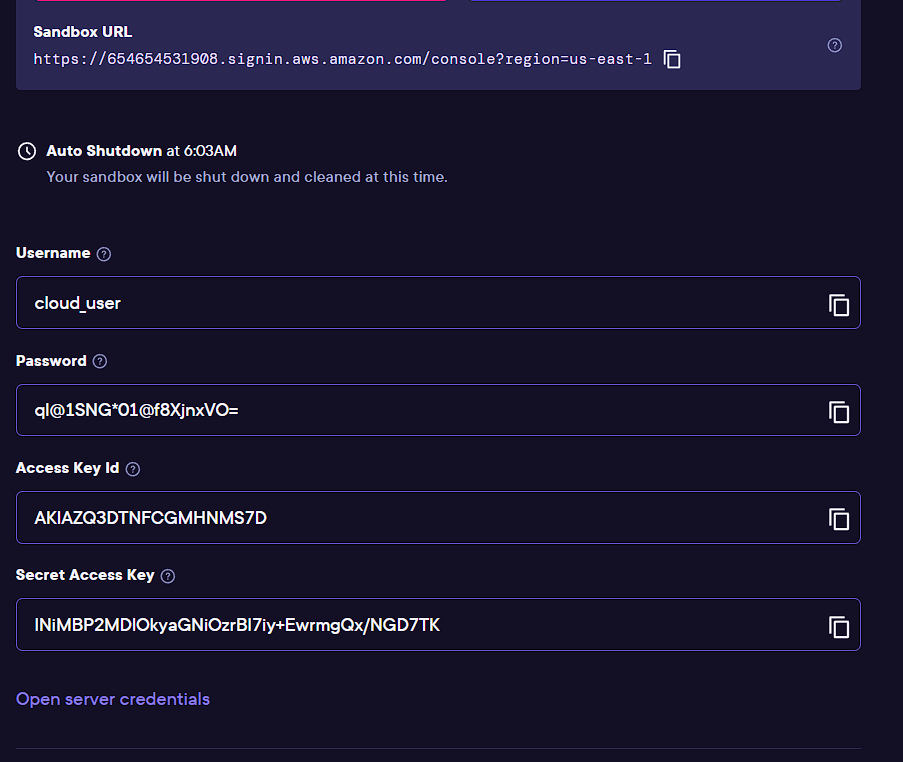 Sandbox URL
https://654654531908.signin.aws.amazon.com/console?region=us-east-1
Auto Shutdown at 6:03AM
Your sandbox will be shut down and cleaned at this time.
Username
cloud_user
Password
ql@1SNG*01@f8XjnxVO=
Access Key Id
AKIAZQ3DTNFCGMHNMS7D
Secret Access Key
lNiMBP2MDlOkyaGNiOzrBl7iy+EwrmgQx/NGD7TK
Open server credentials